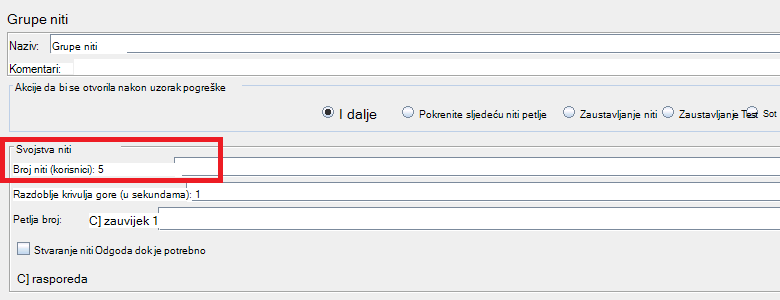 Grupe niti
Naziv: Grupe niti
Komentari:
Akcije da bi se otvorila nakon uzorak pogreške
I dalje Pokrenite sljedeću niti petlje Zaustavljanje niti Zaustavljanje Test Sot
Svojstva niti
Broj niti (korisnici): 5
Razdoblje krivulja gore (u sekundama): 1
Petlja broj: C] zauvijek 1
Stvaranje niti Odgoda dok je potrebno
C] rasporeda